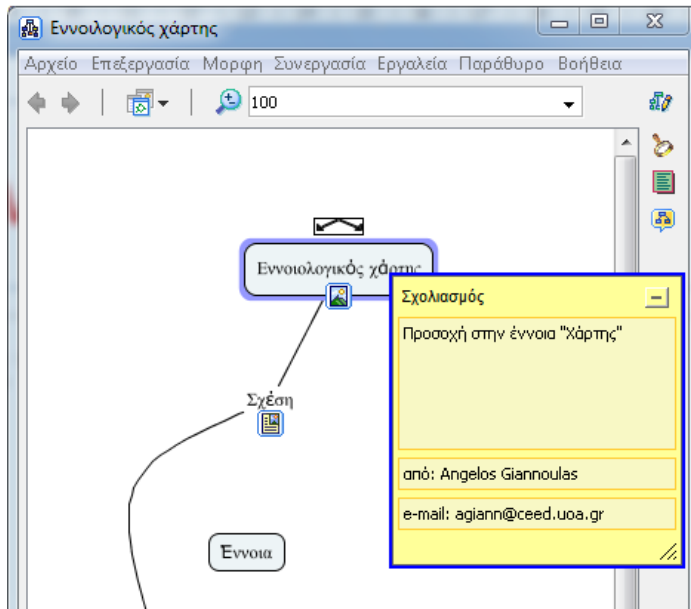 Εννοιλογικός χάρτης
Αρχείο Επεξεργασία Μορφη Συνεργασία Εργαλεία Παράθυρο Βοήθεια
100
Εννοιολογικός χάρτης
Σχολιασμός
Προσοχή στην έννοια "Χάρτης"
Σχέση
από: Angelos Giannoulas
e-mail: agiann@ceed.uoa.gr
Έννοια